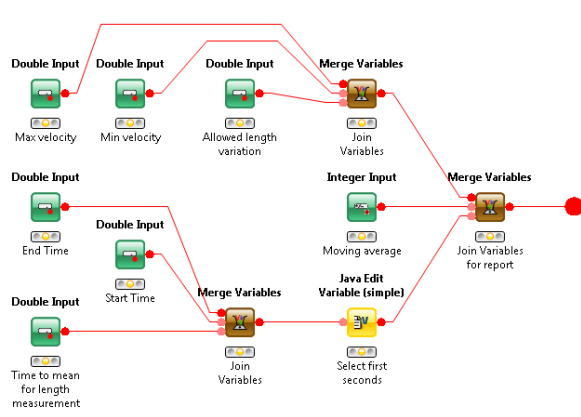 Double Input
Max velocity
Double Input
Min velocity
Double Input
Allowed length
variation
Merge Variables
Join
Variables
Double Input
End Time
Double Input
Start Time
Integer Input
Moving average
Merge Variables
Join Variables
for report
Double Input
Time to mean
for length
measurement
Merge Variables
Join
Variables
Java Edit
Variable (simple)
Select first
seconds